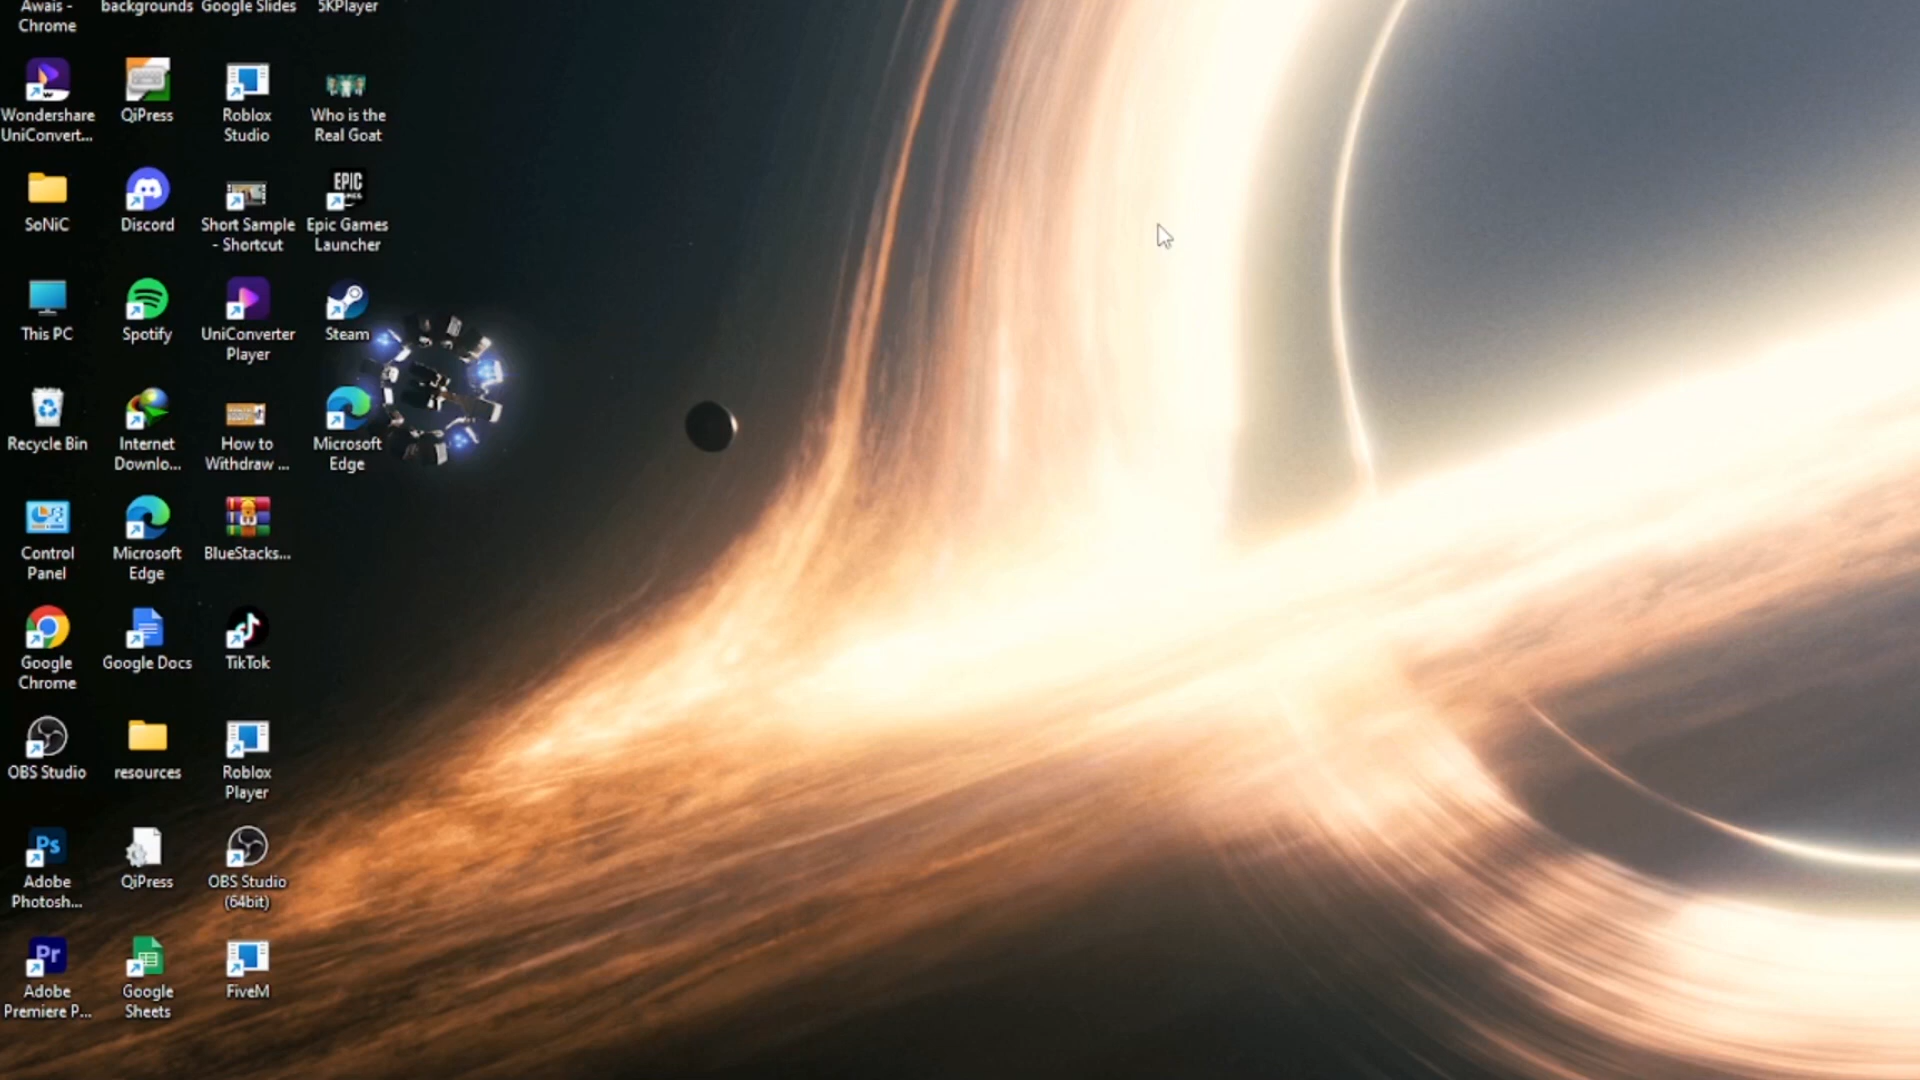 Awais -
Chrome
backgrounds
Google Slides
5KPlayer
Wondershare
UniConvert...
QiPress
Roblox
Studio
Who is the
Real Goat
SoNiC
Discord
Short Sample
- Shortcut
EPIC
Epic Games
Launcher
This PC
Spotify
UniConverter
Player
Steam
Recycle Bin
Internet
Downlo...
How to
Withdraw ...
Microsoft
Edge
Control
Panel
Microsoft
Edge
BlueStacks...
Google
Chrome
Google Docs
TikTok
OBS Studio
resources
Roblox
Player
Ps
Adobe
Photosh...
QiPress
OBS Studio
(64bit)
Pr
Adobe
Premiere P...
Google
Sheets
FiveM